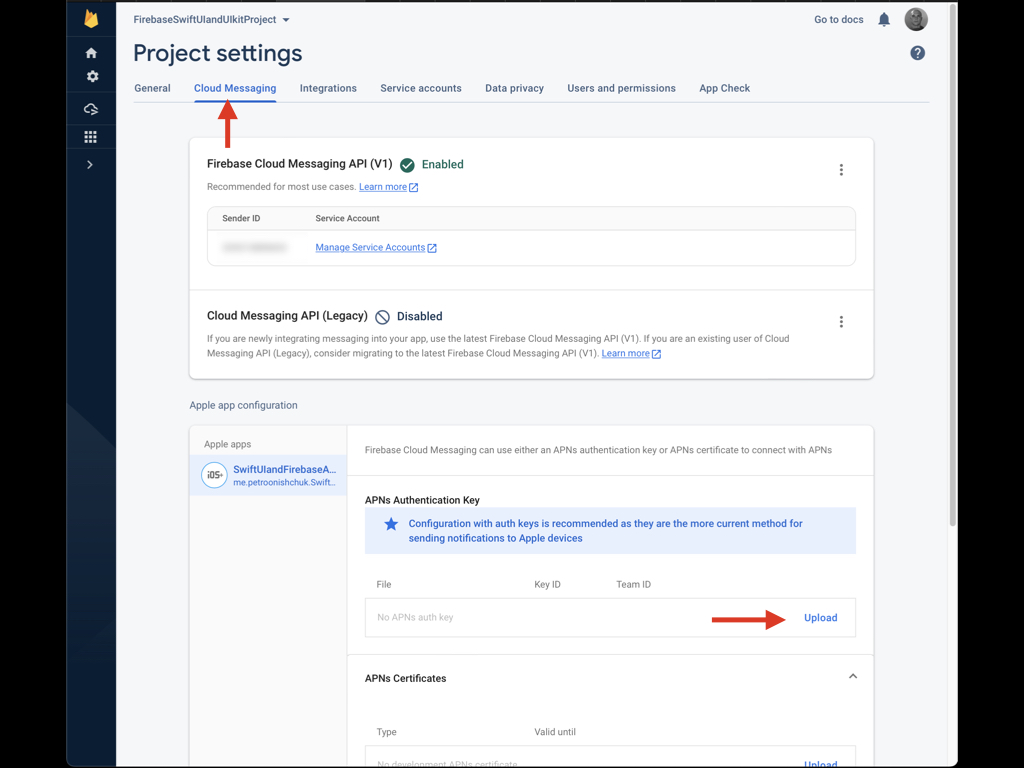 FirebaseSwiftUIandUIkitProject
Go to docs
Project settings
General
Cloud Messaging
Integrations
Service accounts
Data privacy
Users and permissions
App Check
Firebase Cloud Messaging API (V1)
Enabled
Recommended for most use cases. Learn more
Sender ID
Service Account
Manage Service Accounts
Cloud Messaging API (Legacy)
Disabled
If you are newly integrating messaging into your app, use the latest Firebase Cloud Messaging API (V1). If you are an existing user of Cloud
Messaging API (Legacy), consider migrating to the latest Firebase Cloud Messaging API (V1). Learn more
Apple app configuration
Apple apps
iOS+
SwiftUIandFirebaseA...
me.petroonishchuk.Swift...
Firebase Cloud Messaging can use either an APNs authentication key or APNs certificate to connect with APNs
APNs Authentication Key
Configuration with auth keys is recommended as they are the more current method for
sending notifications to Apple devices
File
Key ID
Team ID
No APNs auth key
Upload
APNs Certificates
Type
Valid until
No development APNs certificate
Upload